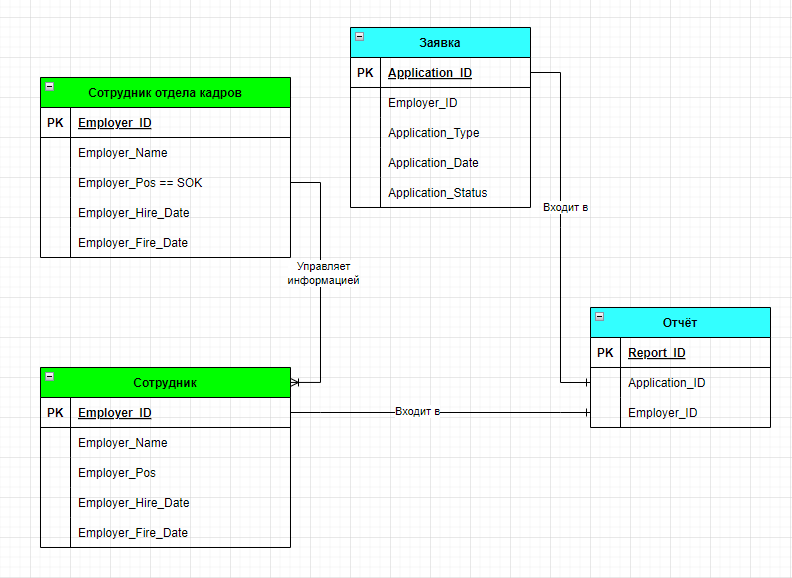 Заявка
PK Application_ID
Employer_ID
Application_Type
Application_Date
Application_Status
Сотрудник отдела кадров
PK Employer_ID
Employer_Name
Employer_Pos == SOK
Employer_Hire_Date
Employer_Fire_Date
Входит в
Управляет
информацией
Отчёт
PK Report_ID
Application_ID
Employer_ID
Сотрудник
PK Employer_ID
Employer_Name
Employer_Pos
Employer_Hire_Date
Employer_Fire_Date
Входит в